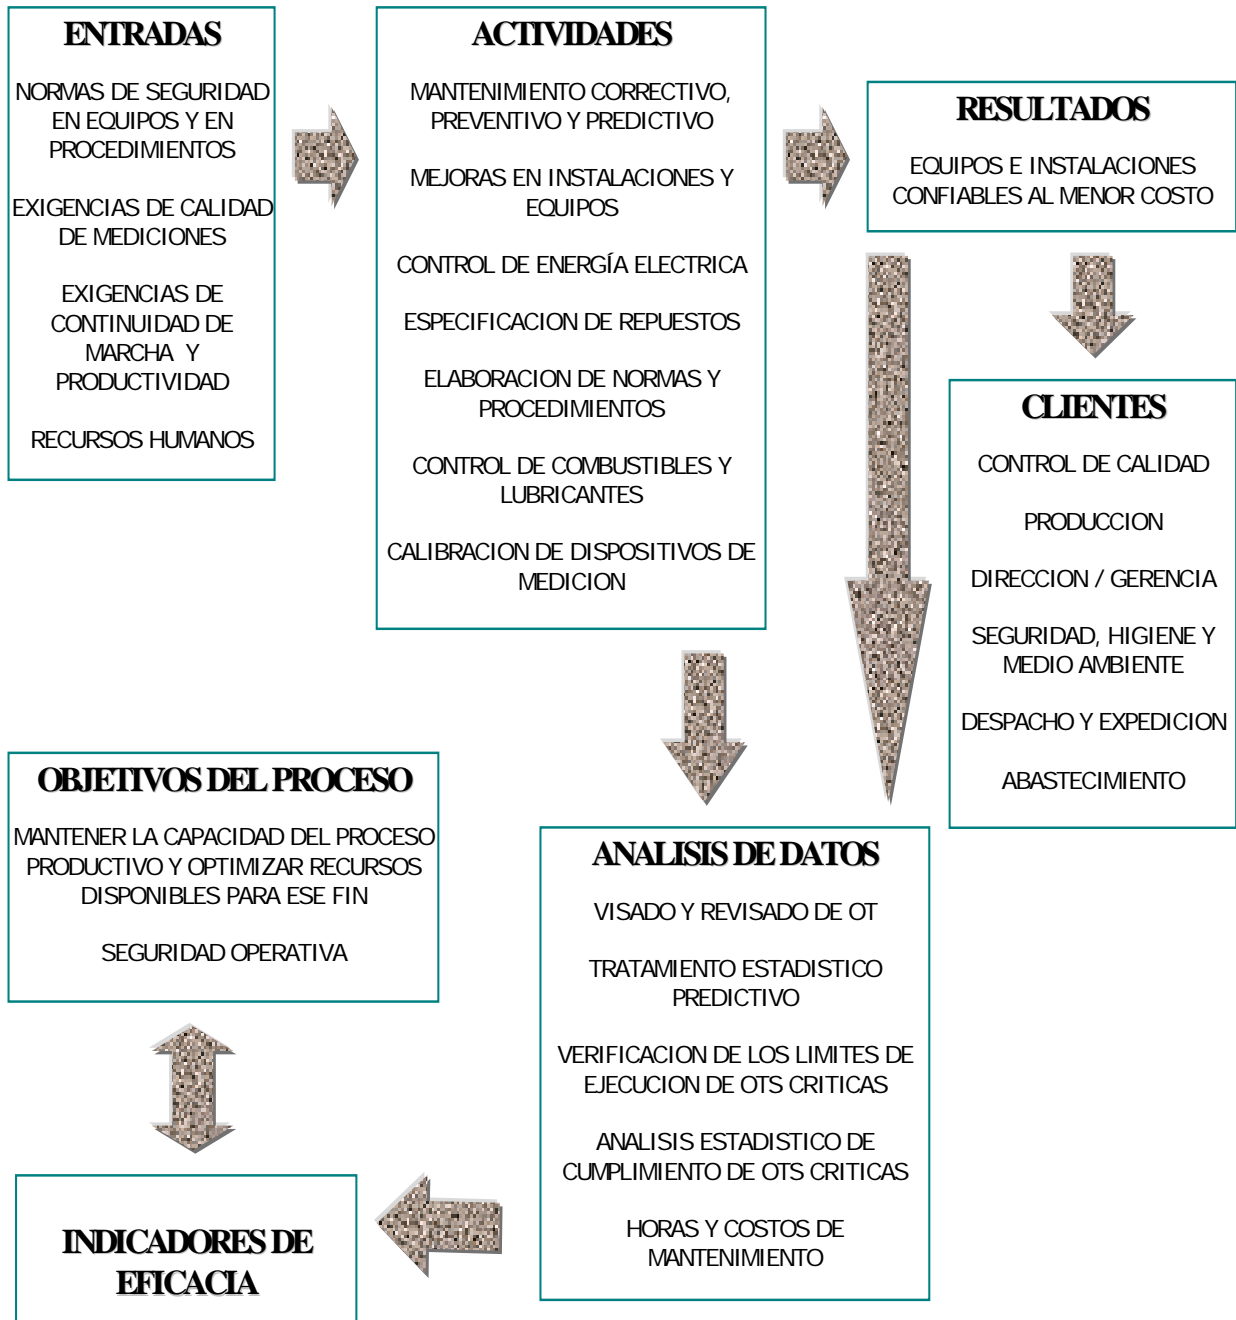 ENTRADAS
NORMAS DE SEGURIDAD
EN EQUIPOS Y EN
PROCEDIMIENTOS
EXIGENCIAS DE CALIDAD
DE MEDICIONES
EXIGENCIAS DE
CONTINUIDAD DE
MARCHA Y
PRODUCTIVIDAD
RECURSOS HUMANOS
ACTIVIDADES
MANTENIMIENTO CORRECTIVO,
PREVENTIVO Y PREDICTIVO
MEJORAS EN INSTALACIONES Y
EQUIPOS
CONTROL DE ENERGÍA ELECTRICA
ESPECIFICACION DE REPUESTOS
ELABORACION DE NORMAS Y
PROCEDIMIENTOS
CONTROL DE COMBUSTIBLES Y
LUBRICANTES
CALIBRACION DE DISPOSITIVOS DE
MEDICION
RESULTADOS
EQUIPOS E INSTALACIONES
CONFIABLES AL MENOR COSTO
CLIENTES
CONTROL DE CALIDAD
PRODUCCION
DIRECCION / GERENCIA
SEGURIDAD, HIGIENE Y
MEDIO AMBIENTE
DESPACHO Y EXPEDICION
ABASTECIMIENTO
OBJETIVOS DEL PROCESO
MANTENER LA CAPACIDAD DEL PROCESO
PRODUCTIVO Y OPTIMIZAR RECURSOS
DISPONIBLES PARA ESE FIN
SEGURIDAD OPERATIVA
ANALISIS DE DATOS
VISADO Y REVISADO DE OT
TRATAMIENTO ESTADISTICO
PREDICTIVO
VERIFICACION DE LOS LIMITES DE
EJECUCION DE OTS CRITICAS
ANALISIS ESTADISTICO DE
CUMPLIMIENTO DE OTS CRITICAS
HORAS Y COSTOS DE
MANTENIMIENTO
INDICADORES DE
EFICACIA